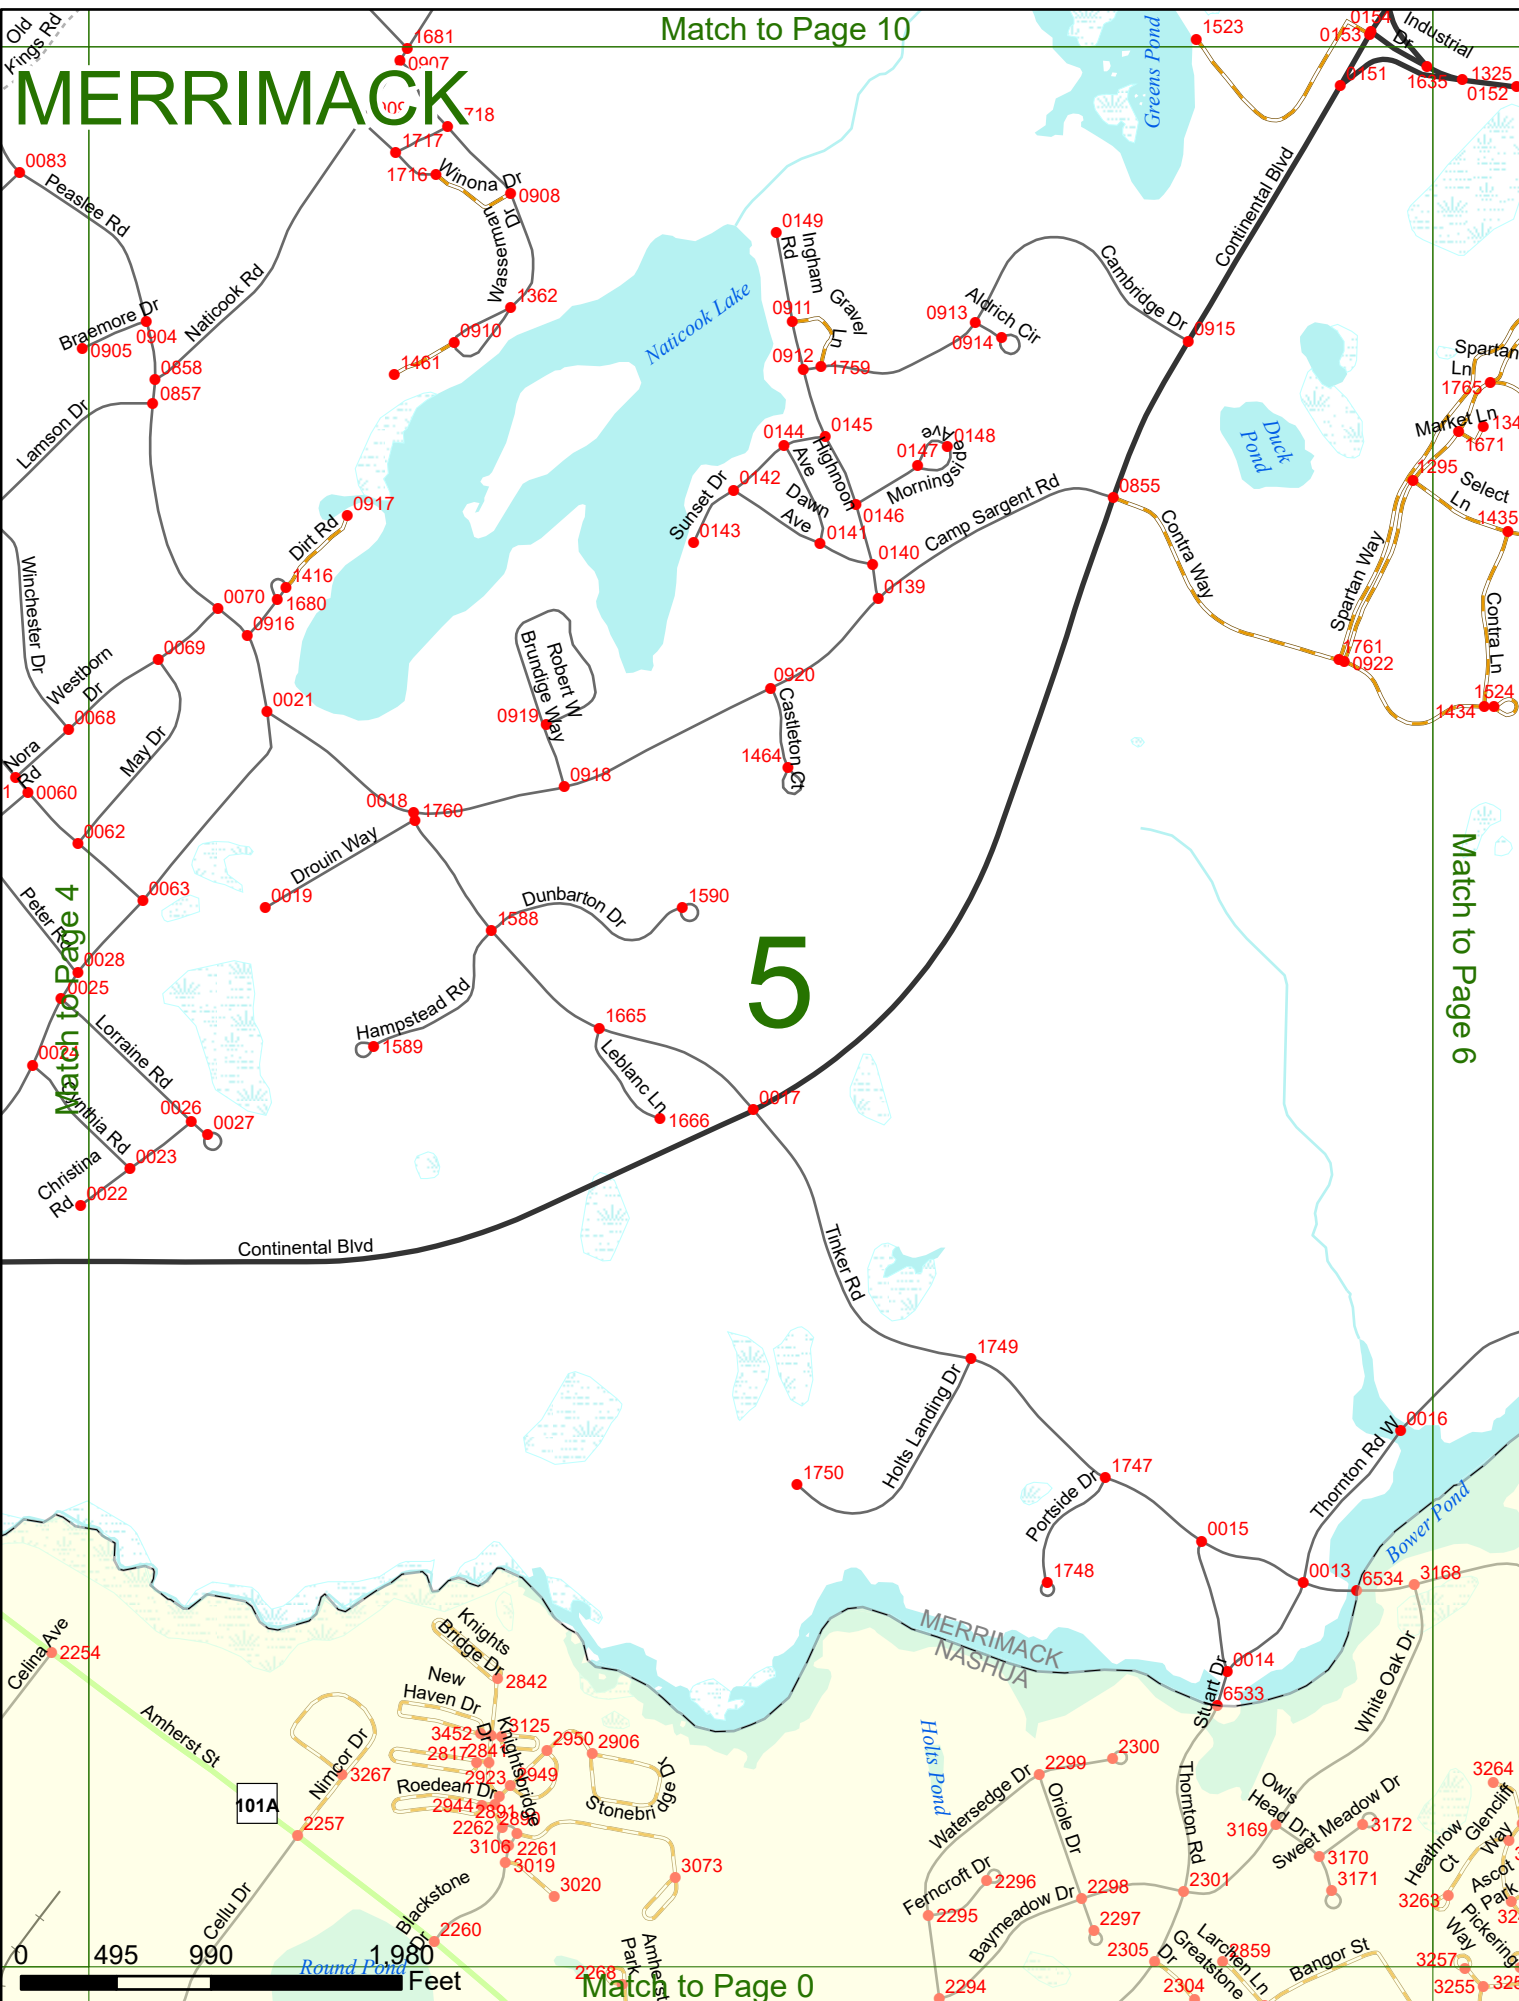 Old
Kings Rd
Match to Page 10
MERRIMACK
1681
0907
1718
1717
1716
Winona Dr
0908
Wasserman
Dr
1362
0910
1461
0083
Peaslee Rd
Braemore Dr
0904
0905
0858
0857
Naticook Rd
Lamson Dr
Greens Pond
1523
0154
0153
Industrial
Dr
0151
1635
1325
0152
Continental Blvd
0149
Ingham
Rd
0911
Gravel
Ln
0912
1759
0913
Aldrich Cir
0914
Cambridge Dr
0915
Naticook Lake
0144
0145
Highnoon
Ave
0142
Sunset Dr
0143
Dawn
Ave
0141
0146
0147
0148
Morningside
Ave
0140
0139
Camp Sargent Rd
0855
Contra Way
Duck
Pond
Spartan
Ln
1765
Market Ln
134
1671
1295
Select
Ln
1435
Spartan Way
1761
0922
Contra Ln
1524
1434
0917
Dirt Rd
1416
1680
0070
0916
0069
Winchester Dr
Westborn
Dr
0068
0021
Nora
Rd
1
0060
May Dr
0062
0063
Robert W
Brundige Way
0919
0918
0920
Castleton Ct
1464
0018
1760
Drouin Way
0019
Peter Rd
Match to Page 4
0028
0025
0024
Lorraine Rd
0026
0027
0023
Christina
Rd
0022
1588
Dunbarton Dr
1590
Hampstead Rd
1589
5
1665
Leblanc Ln
1666
0017
Match to Page 6
Continental Blvd
Tinker Rd
1749
Holts Landing Dr
1750
1747
Portside Dr
1748
0015
0013
0014
0016
Thornton Rd W
Bower Pond
6534
3168
MERRIMACK
NASHUA
Stuart Dr
6533
White Oak Dr
Celina Ave
2254
Amherst St
101A
Nimcor Dr
3267
2257
Cellu Dr
Knights
Bridge Dr
2842
New
Haven Dr
3452
3125
2817
2841
Knightsbridge
Dr
2950
2906
2923
2949
Roedean Dr
2944
2891
2890
2262
3106
2261
3019
3020
Stonebridge Dr
3073
Blackstone
Dr
2260
Holts Pond
2299
2300
Watersedge Dr
Oriole Dr
Ferncroft Dr
2296
2295
2298
2297
Baymeadow Dr
2294
Thornton Rd
2301
2305
2304
Greatstone
Dr
Larchen Ln
2859
Bangor St
Owls
Head Dr
3169
Sweet Meadow Dr
3172
3170
3171
3264
Glencliff
Way
Heathrow
Ct
3263
Ascot
Park
Pickering
Way
3257
3255
Amherst
Park
2268
0
495
990
1,980
Feet
Round Pond
Match to Page 0